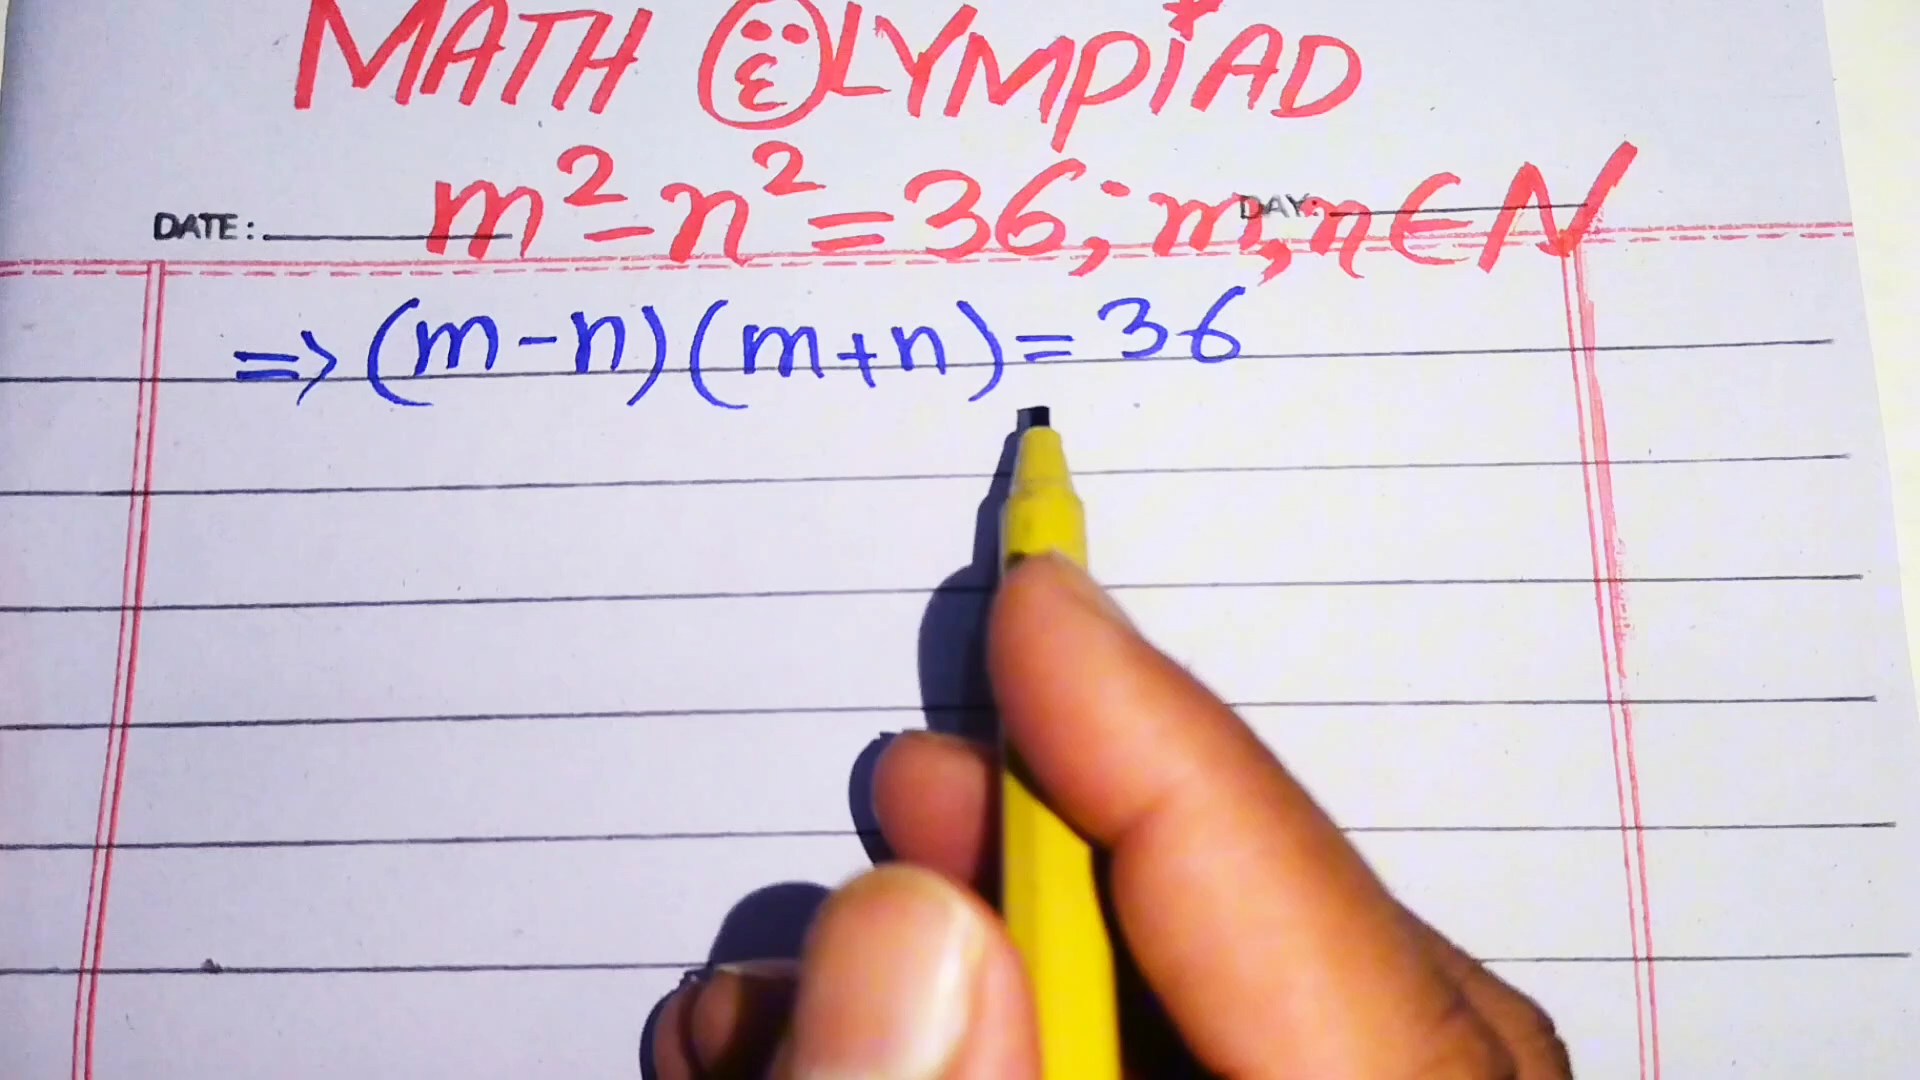 MATH OLYMPIAD
m²-n²=36; m,n∈N
DATE:
DAY:
=> (m-n)(m+n)=36